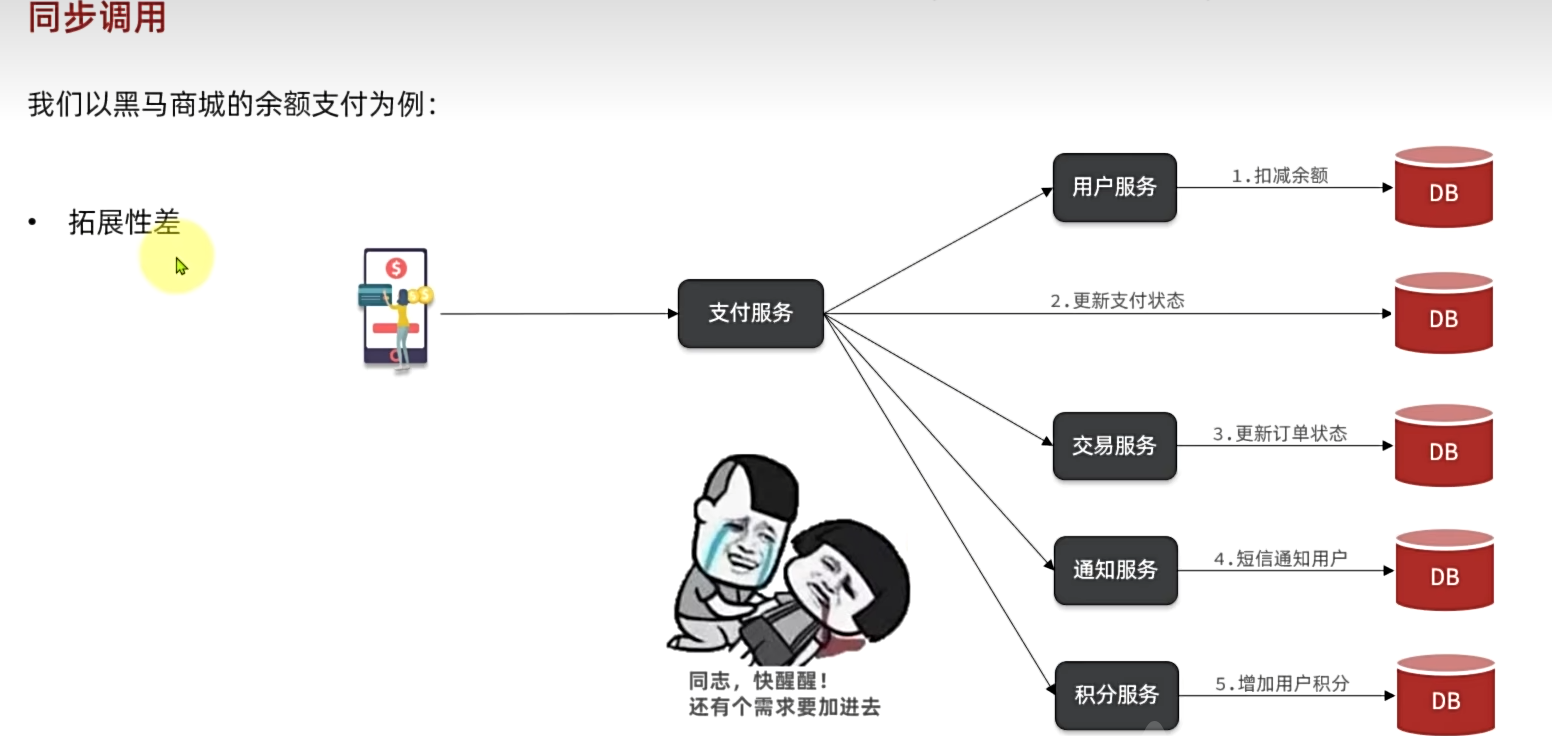 同步调用
我们以黑马商城的余额支付为例：
• 拓展性差
支付服务
用户服务
1.扣减余额
DB
2.更新支付状态
DB
交易服务
3.更新订单状态
DB
通知服务
4.短信通知用户
DB
积分服务
5.增加用户积分
DB
同志，快醒醒！
还有个需求要加进去